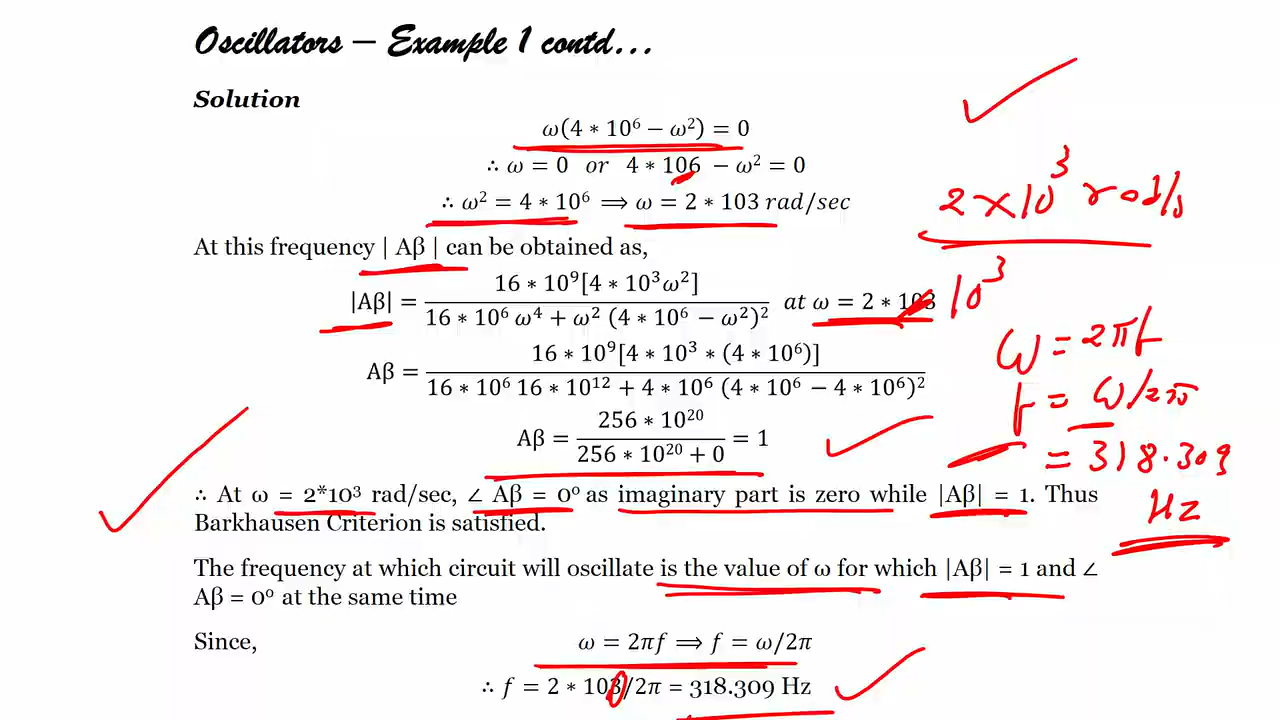 Oscillators – Example 1 contd...
Solution
ω(4 ∗ 10⁶ − ω²) = 0
∴ ω = 0 or 4 ∗ 106 − ω² = 0
∴ ω² = 4 ∗ 10⁶ ⟹ ω = 2 ∗ 103 rad/sec
2 × 10³ rad/s
At this frequency | Aβ | can be obtained as,
|Aβ| = 16 ∗ 10⁹[4 ∗ 10³ω²] / 16 ∗ 10⁶ ω⁴ + ω² (4 ∗ 10⁶ − ω²)² at ω = 2 ∗ 103
10³
ω = 2πf
Aβ = 16 ∗ 10⁹[4 ∗ 10³ ∗ (4 ∗ 10⁶)] / 16 ∗ 10⁶ 16 ∗ 10¹² + 4 ∗ 10⁶ (4 ∗ 10⁶ − 4 ∗ 10⁶)²
f = ω/2π
Aβ = 256 ∗ 10²⁰ / 256 ∗ 10²⁰ + 0 = 1
= 318.309
Hz
∴ At ω = 2*10³ rad/sec, ∠ Aβ = 0⁰ as imaginary part is zero while |Aβ| = 1. Thus
Barkhausen Criterion is satisfied.
The frequency at which circuit will oscillate is the value of ω for which |Aβ| = 1 and ∠
Aβ = 0⁰ at the same time
Since,
ω = 2πf ⟹ f = ω/2π
∴ f = 2 ∗ 103/2π = 318.309 Hz